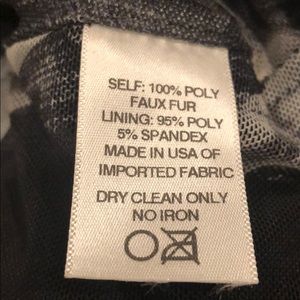 SELF: 100% POLY
FAUX FUR
LINING: 95% POLY
5% SPANDEX
MADE IN USA OF
IMPORTED FABRIC
DRY CLEAN ONLY
NO IRON